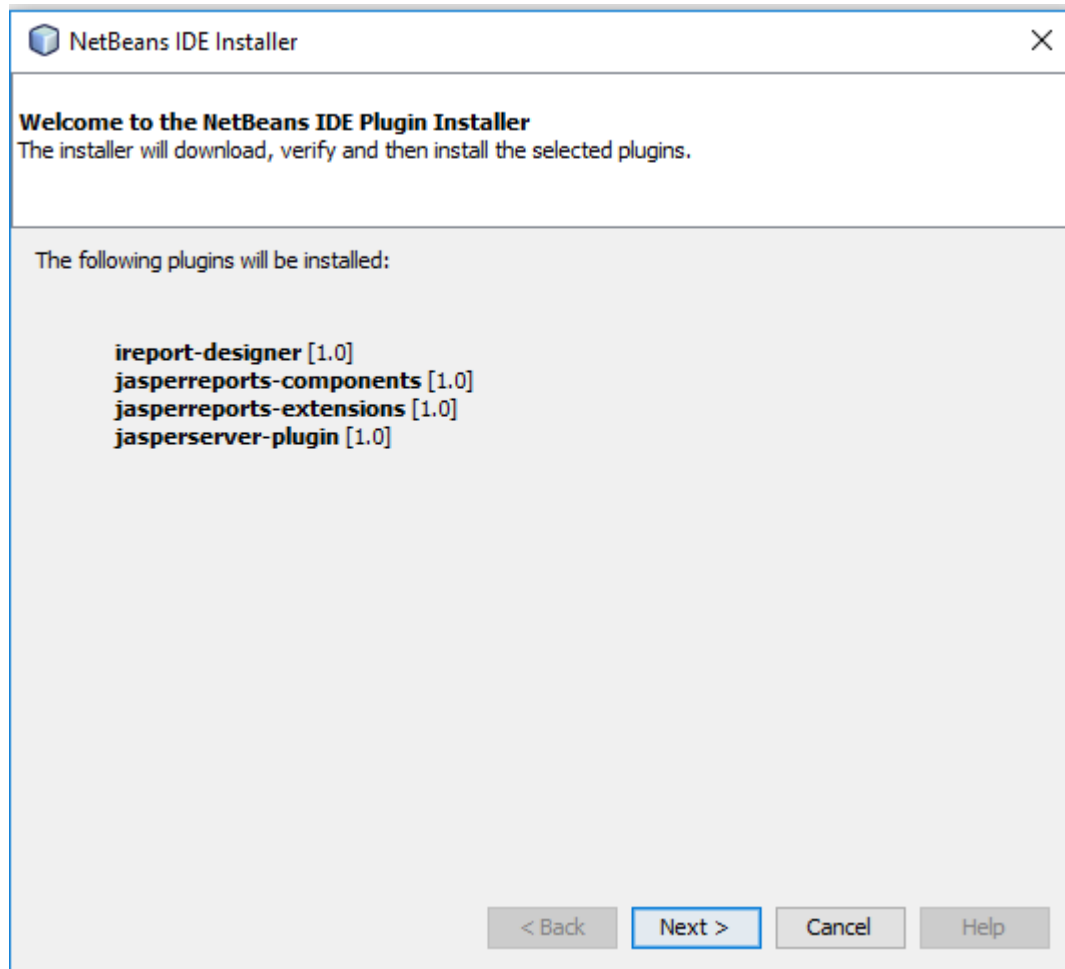 NetBeans IDE Installer
Welcome to the NetBeans IDE Plugin Installer
The installer will download, verify and then install the selected plugins.
The following plugins will be installed:
ireport-designer [1.0]
jasperreports-components [1.0]
jasperreports-extensions [1.0]
jasperserver-plugin [1.0]
< Back Next > Cancel Help